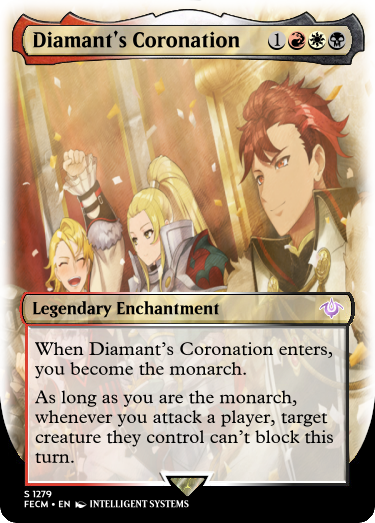 Diamant's Coronation 1
Legendary Enchantment
When Diamant's Coronation enters,
you become the monarch.
As long as you are the monarch,
whenever you attack a player, target
creature they control can't block this
turn.
S 1279
FECM • EN INTELLIGENT SYSTEMS